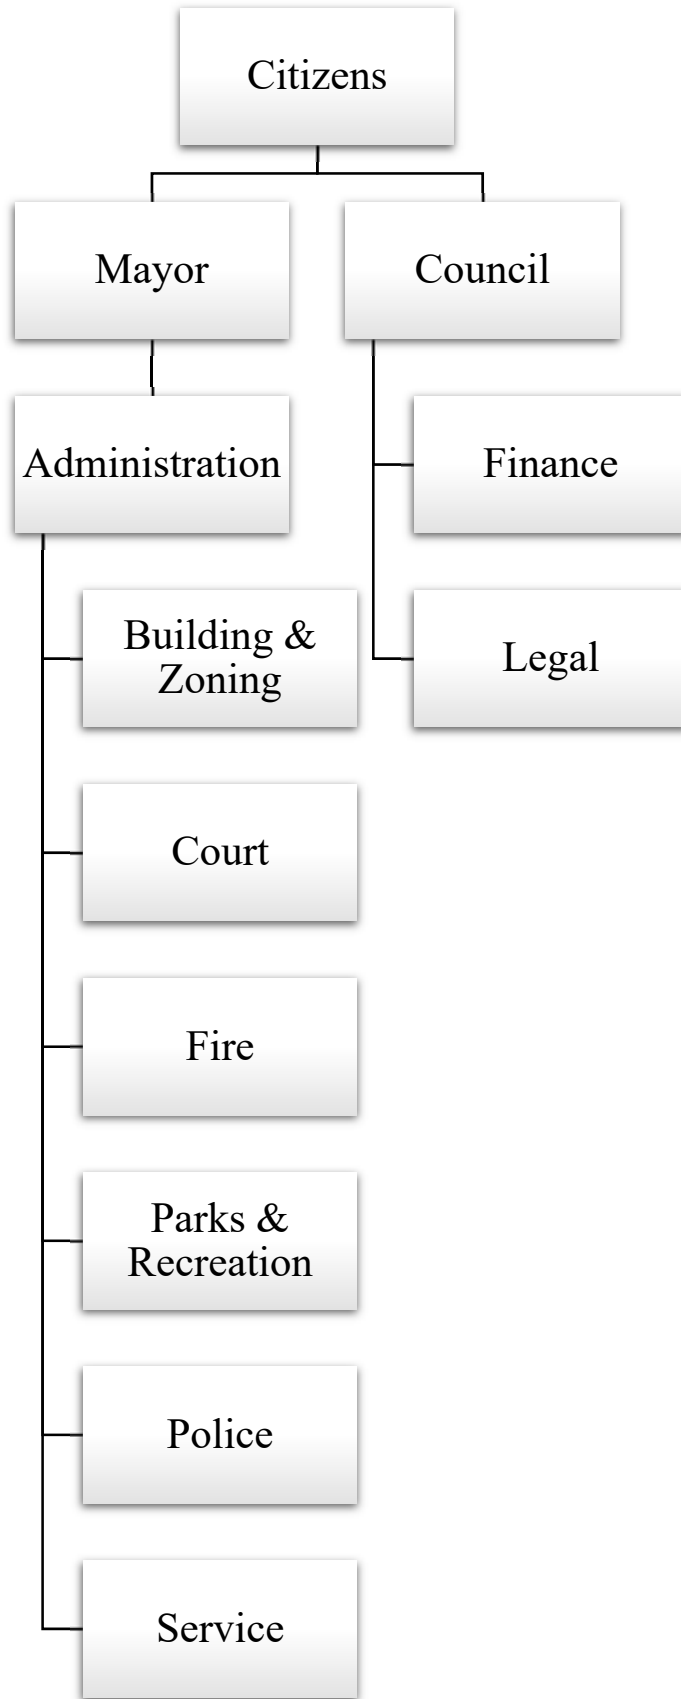 Citizens
Mayor
Council
Administration
Finance
Building &
Zoning
Legal
Court
Fire
Parks &
Recreation
Police
Service